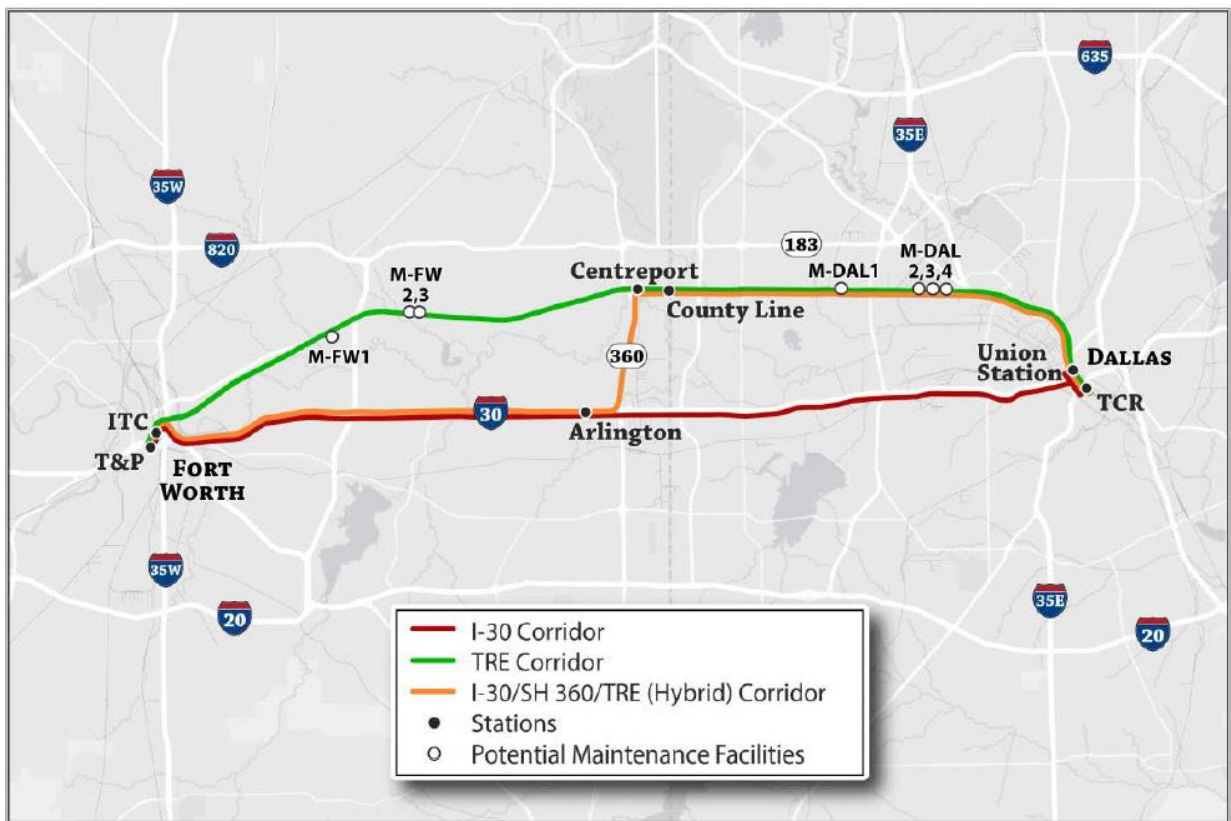 635
35E
35W
820
183
M-DAL
2,3,4
M-DAL1
Centreport
County Line
M-FW
2,3
M-FW1
360
Union
Station
DALLAS
TCR
30
Arlington
ITC
T&P
FORT
WORTH
35W
20
35E
20
I-30 Corridor
TRE Corridor
I-30/SH 360/TRE (Hybrid) Corridor
Stations
Potential Maintenance Facilities